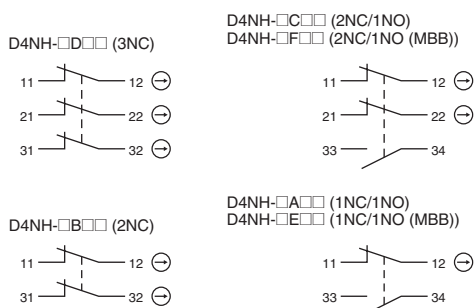 D4NH-□D□□ (3NC)
11 12
21 22
31 32
D4NH-□C□□ (2NC/1NO)
D4NH-□F□□ (2NC/1NO (MBB))
11 12
21 22
33 34
D4NH-□B□□ (2NC)
11 12
31 32
D4NH-□A□□ (1NC/1NO)
D4NH-□E□□ (1NC/1NO (MBB))
11 12
33 34